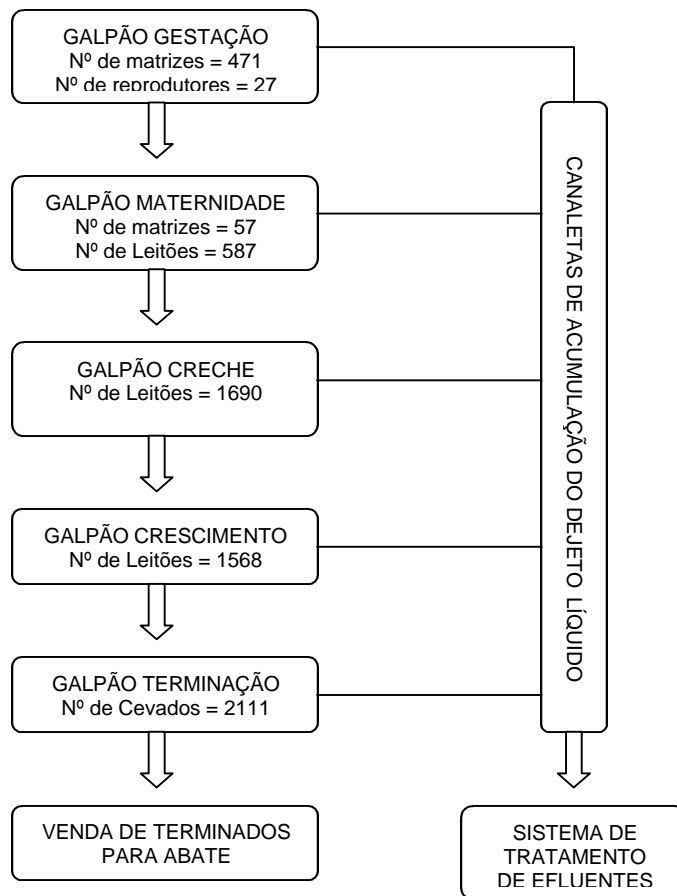 GALPÃO GESTAÇÃO
Nº de matrizes = 471
Nº de reprodutores = 27
GALPÃO MATERNIDADE
Nº de matrizes = 57
Nº de Leitões = 587
GALPÃO CRECHE
Nº de Leitões = 1690
GALPÃO CRESCIMENTO
Nº de Leitões = 1568
GALPÃO TERMINAÇÃO
Nº de Cevados = 2111
VENDA DE TERMINADOS
PARA ABATE
CANALETAS DE ACUMULAÇÃO DO DEJETO LÍQUIDO
SISTEMA DE
TRATAMENTO
DE EFLUENTES